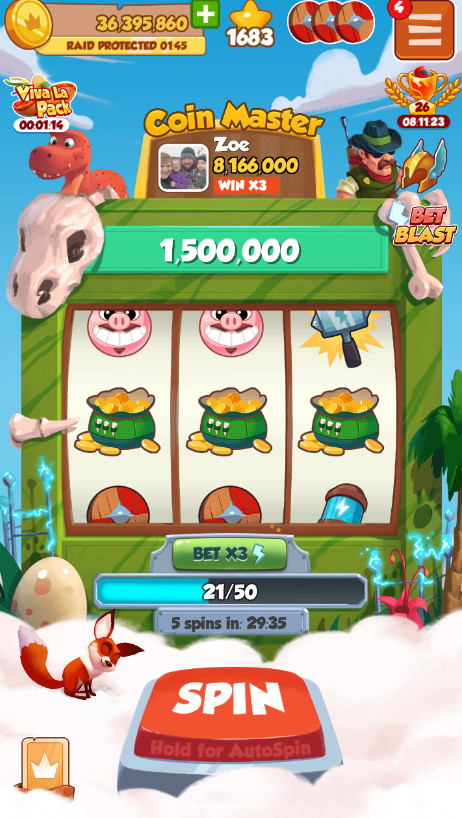 36,395,860
RAID PROTECTED 01:45
1683
4
Viva La
Pack
00:01:14
Coin Master
Zoe
8,166,000
WIN X3
26
08:11:23
BET
BLAST
1,500,000
BET X3
21/50
5 spins in: 29:35
SPIN
Hold for AutoSpin